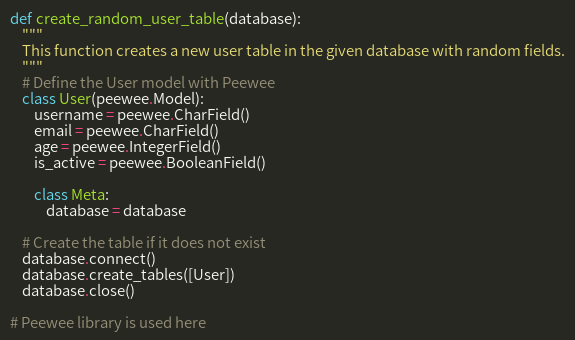 def create_random_user_table(database):
    """
    This function creates a new user table in the given database with random fields.
    """
    # Define the User model with Peewee
    class User(peewee.Model):
        username = peewee.CharField()
        email = peewee.CharField()
        age = peewee.IntegerField()
        is_active = peewee.BooleanField()

        class Meta:
            database = database

    # Create the table if it does not exist
    database.connect()
    database.create_tables([User])
    database.close()

# Peewee library is used here